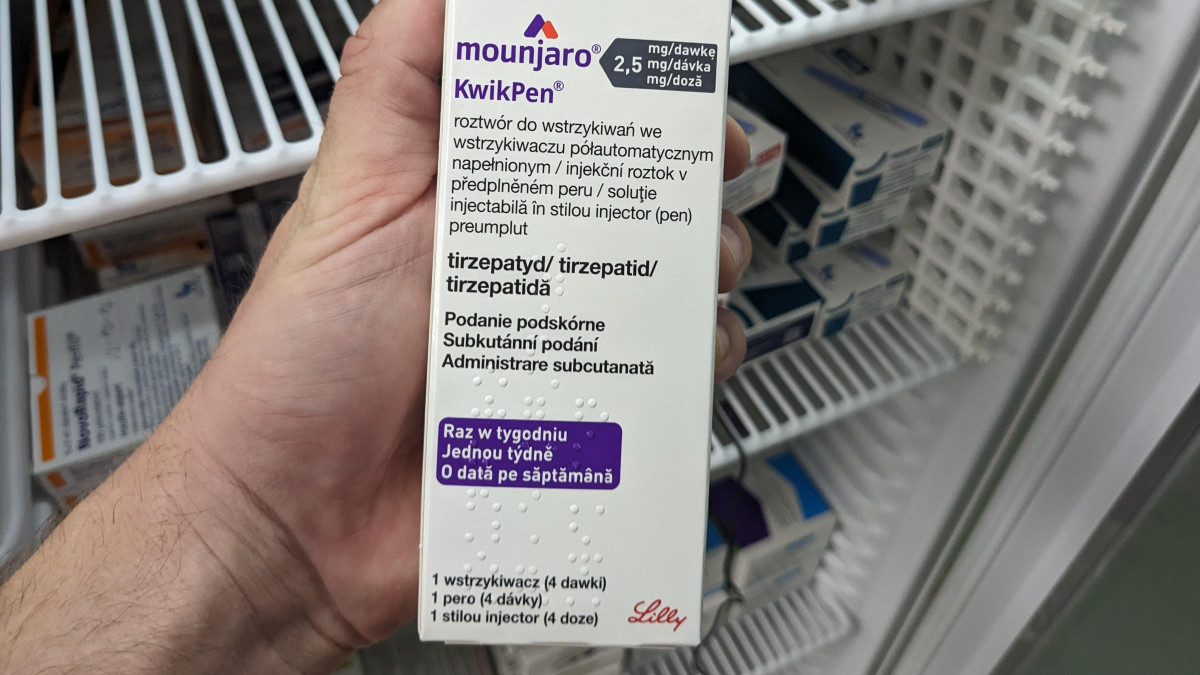 mounjaro®
KwikPen®
2,5 mg/dawkę
mg/dávka
mg/doză
roztwór do wstrzykiwań we
wstrzykiwaczu półautomatycznym
napełnionym / injekční roztok v
předplněném peru / soluţie
injectabilă în stilou injector (pen)
preumplut
tirzepatyd/ tirzepatid/
tirzepatidă
Podanie podskórne
Subkutánní podání
Administrare subcutanată
Raz w tygodniu
Jednou týdně
O dată pe săptămână
1 wstrzykiwacz (4 dawki)
1 pero (4 dávky)
1 stilou injector (4 doze)
Lilly
NovoRapid®